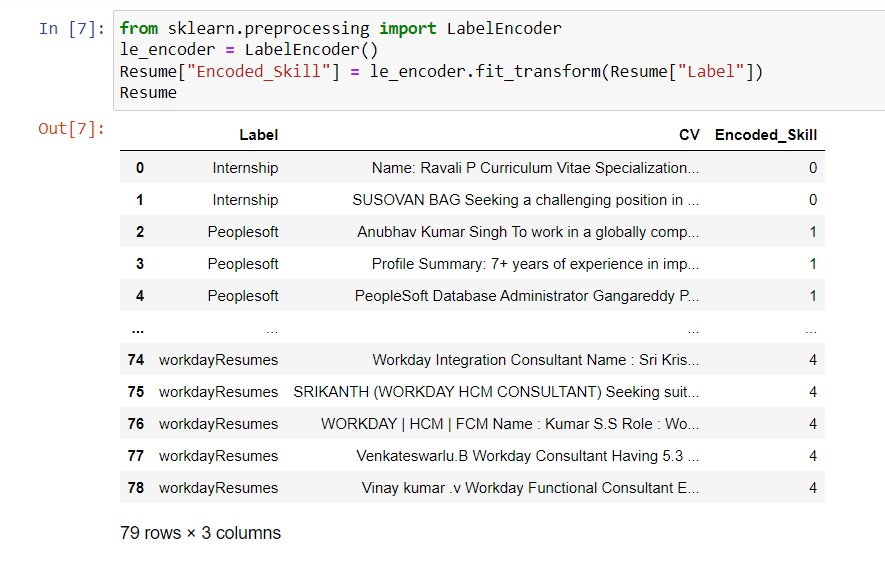 In [7]: from sklearn.preprocessing import LabelEncoder
le_encoder = LabelEncoder()
Resume["Encoded_Skill"] = le_encoder.fit_transform(Resume["Label"])
Resume
Out[7]:
Label CV Encoded_Skill
0 Internship Name: Ravali P Curriculum Vitae Specialization... 0
1 Internship SUSOVAN BAG Seeking a challenging position in ... 0
2 Peoplesoft Anubhav Kumar Singh To work in a globally comp... 1
3 Peoplesoft Profile Summary: 7+ years of experience in imp... 1
4 Peoplesoft PeopleSoft Database Administrator Gangareddy P... 1
... ... ... ...
74 workdayResumes Workday Integration Consultant Name : Sri Kris... 4
75 workdayResumes SRIKANTH (WORKDAY HCM CONSULTANT) Seeking suit... 4
76 workdayResumes WORKDAY | HCM | FCM Name : Kumar S.S Role : Wo... 4
77 workdayResumes Venkateswarlu.B Workday Consultant Having 5.3 ... 4
78 workdayResumes Vinay kumar .v Workday Functional Consultant E... 4
79 rows × 3 columns